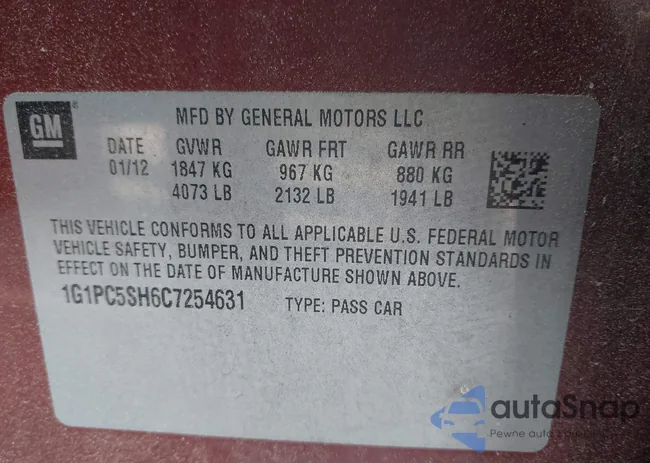 GM
MFD BY GENERAL MOTORS LLC
DATE GVWR GAWR FRT GAWR RR
01/12 1847 KG 967 KG 880 KG
4073 LB 2132 LB 1941 LB
THIS VEHICLE CONFORMS TO ALL APPLICABLE U.S. FEDERAL MOTOR
VEHICLE SAFETY, BUMPER, AND THEFT PREVENTION STANDARDS IN
EFFECT ON THE DATE OF MANUFACTURE SHOWN ABOVE.
1G1PC5SH6C7254631 TYPE: PASS CAR
autoSnap
Pewne auto